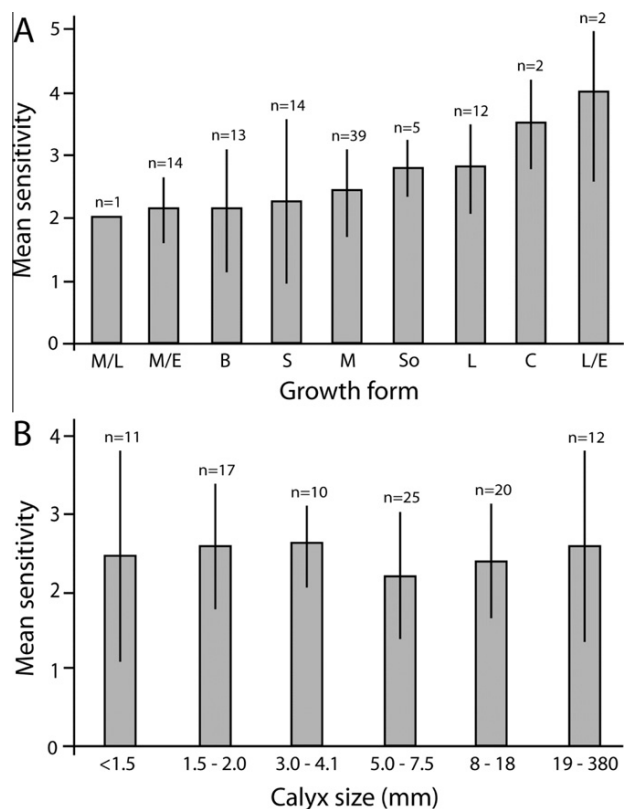 A
Mean sensitivity
5
4
3
2
1
0
n=1
n=14
n=13
n=14
n=39
n=5
n=12
n=2
n=2
M/L M/E B S M So L C L/E
Growth form
B
Mean sensitivity
4
3
2
1
0
n=11
n=17
n=10
n=25
n=20
n=12
<1.5 1.5 - 2.0 3.0 - 4.1 5.0 - 7.5 8 - 18 19 - 380
Calyx size (mm)